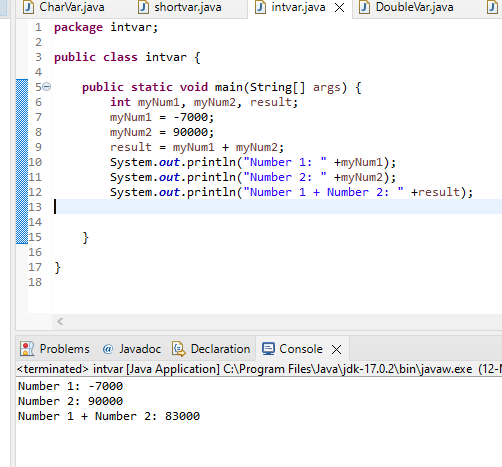 CharVar.java shortvar.java intvar.java DoubleVar.java
1 package intvar;
2
3 public class intvar {
4
5 public static void main(String[] args) {
6 int myNum1, myNum2, result;
7 myNum1 = -7000;
8 myNum2 = 90000;
9 result = myNum1 + myNum2;
10 System.out.println("Number 1: " +myNum1);
11 System.out.println("Number 2: " +myNum2);
12 System.out.println("Number 1 + Number 2: " +result);
13
14
15 }
16
17 }
18
Problems @ Javadoc Declaration Console
<terminated> intvar [Java Application] C:\Program Files\Java\jdk-17.0.2\bin\javaw.exe (12-
Number 1: -7000
Number 2: 90000
Number 1 + Number 2: 83000